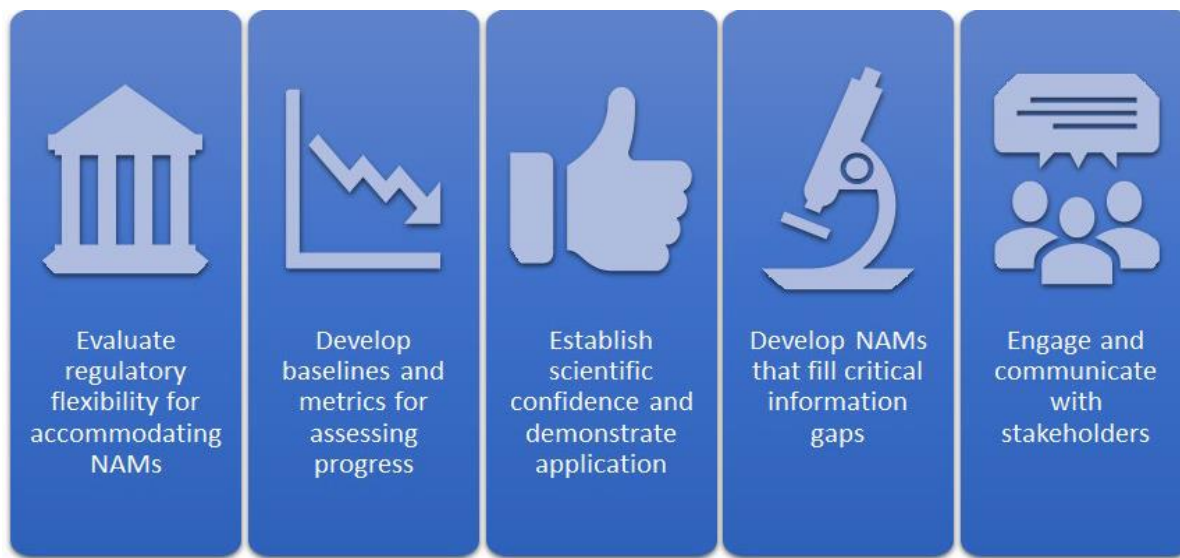 Evaluate
regulatory
flexibility for
accommodating
NAMs
Develop
baselines and
metrics for
assessing
progress
Establish
scientific
confidence and
demonstrate
application
Develop NAMs
that fill critical
information
gaps
Engage and
communicate
with
stakeholders